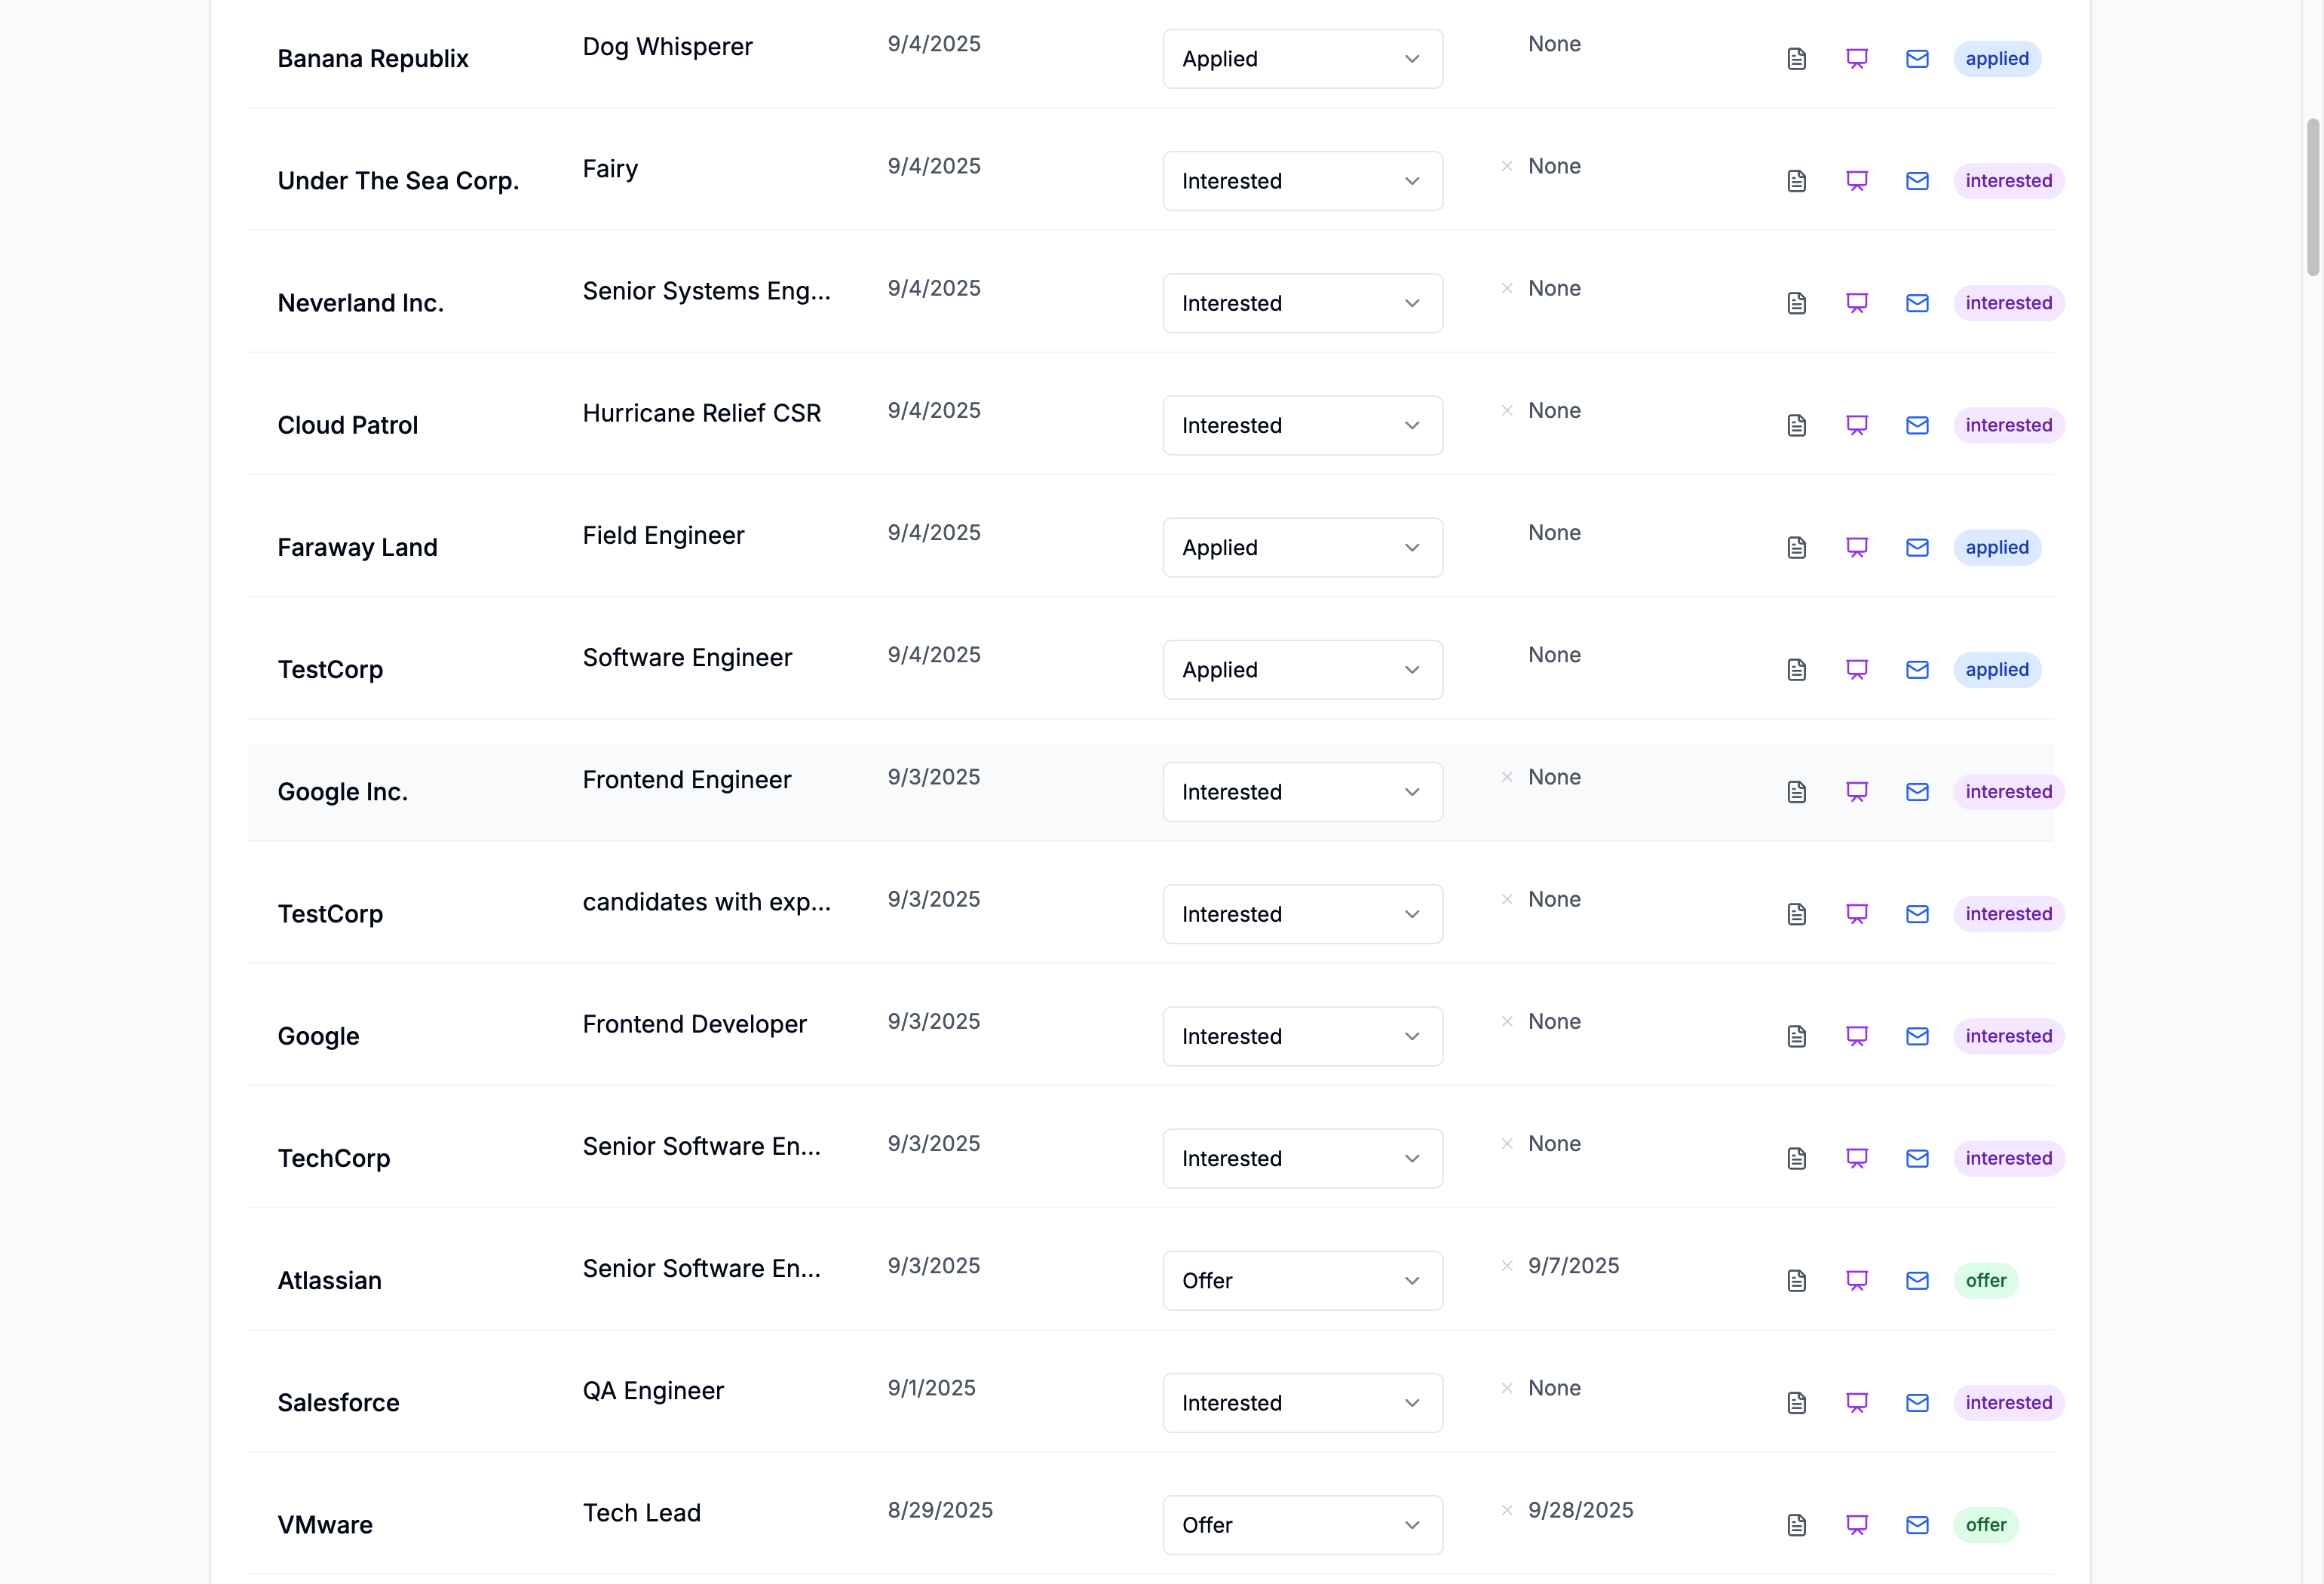 Banana Republix Dog Whisperer 9/4/2025 Applied None applied
Under The Sea Corp. Fairy 9/4/2025 Interested None interested
Neverland Inc. Senior Systems Eng... 9/4/2025 Interested None interested
Cloud Patrol Hurricane Relief CSR 9/4/2025 Interested None interested
Faraway Land Field Engineer 9/4/2025 Applied None applied
TestCorp Software Engineer 9/4/2025 Applied None applied
Google Inc. Frontend Engineer 9/3/2025 Interested None interested
TestCorp candidates with exp... 9/3/2025 Interested None interested
Google Frontend Developer 9/3/2025 Interested None interested
TechCorp Senior Software En... 9/3/2025 Interested None interested
Atlassian Senior Software En... 9/3/2025 Offer 9/7/2025 offer
Salesforce QA Engineer 9/1/2025 Interested None interested
VMware Tech Lead 8/29/2025 Offer 9/28/2025 offer